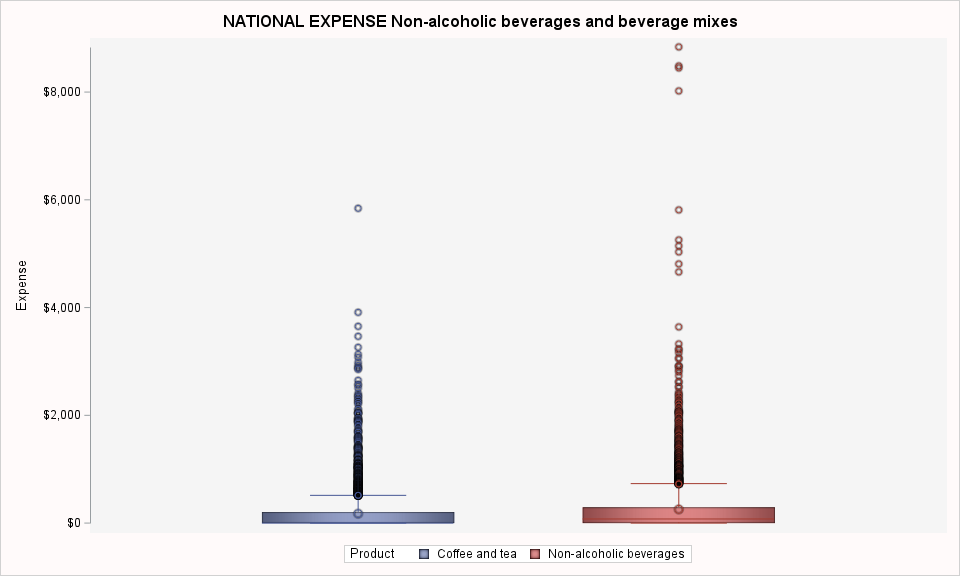 NATIONAL EXPENSE Non-alcoholic beverages and beverage mixes
$8,000
$6,000
Expense
$4,000
$2,000
$0
Product Coffee and tea Non-alcoholic beverages